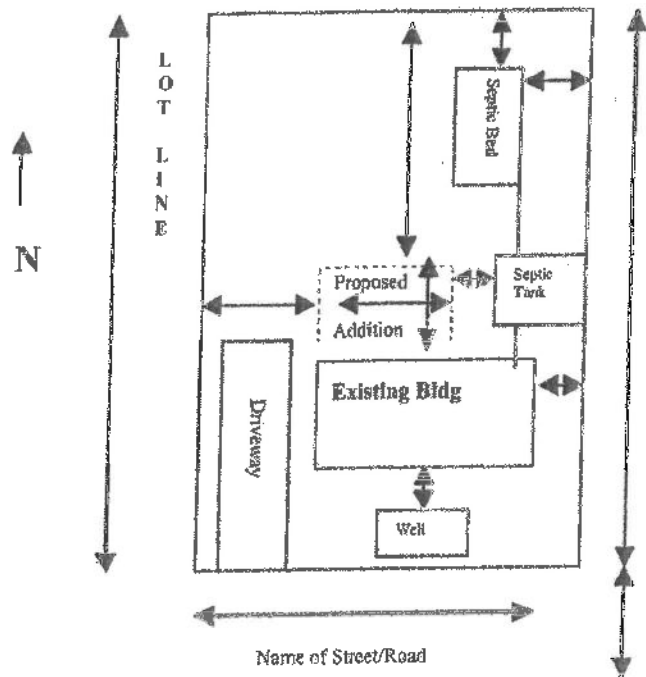 LOT LINE
N
Septic Bed
Septic
Tank
Proposed
Addition
Existing Bldg
Driveway
Well
Name of Street/Road